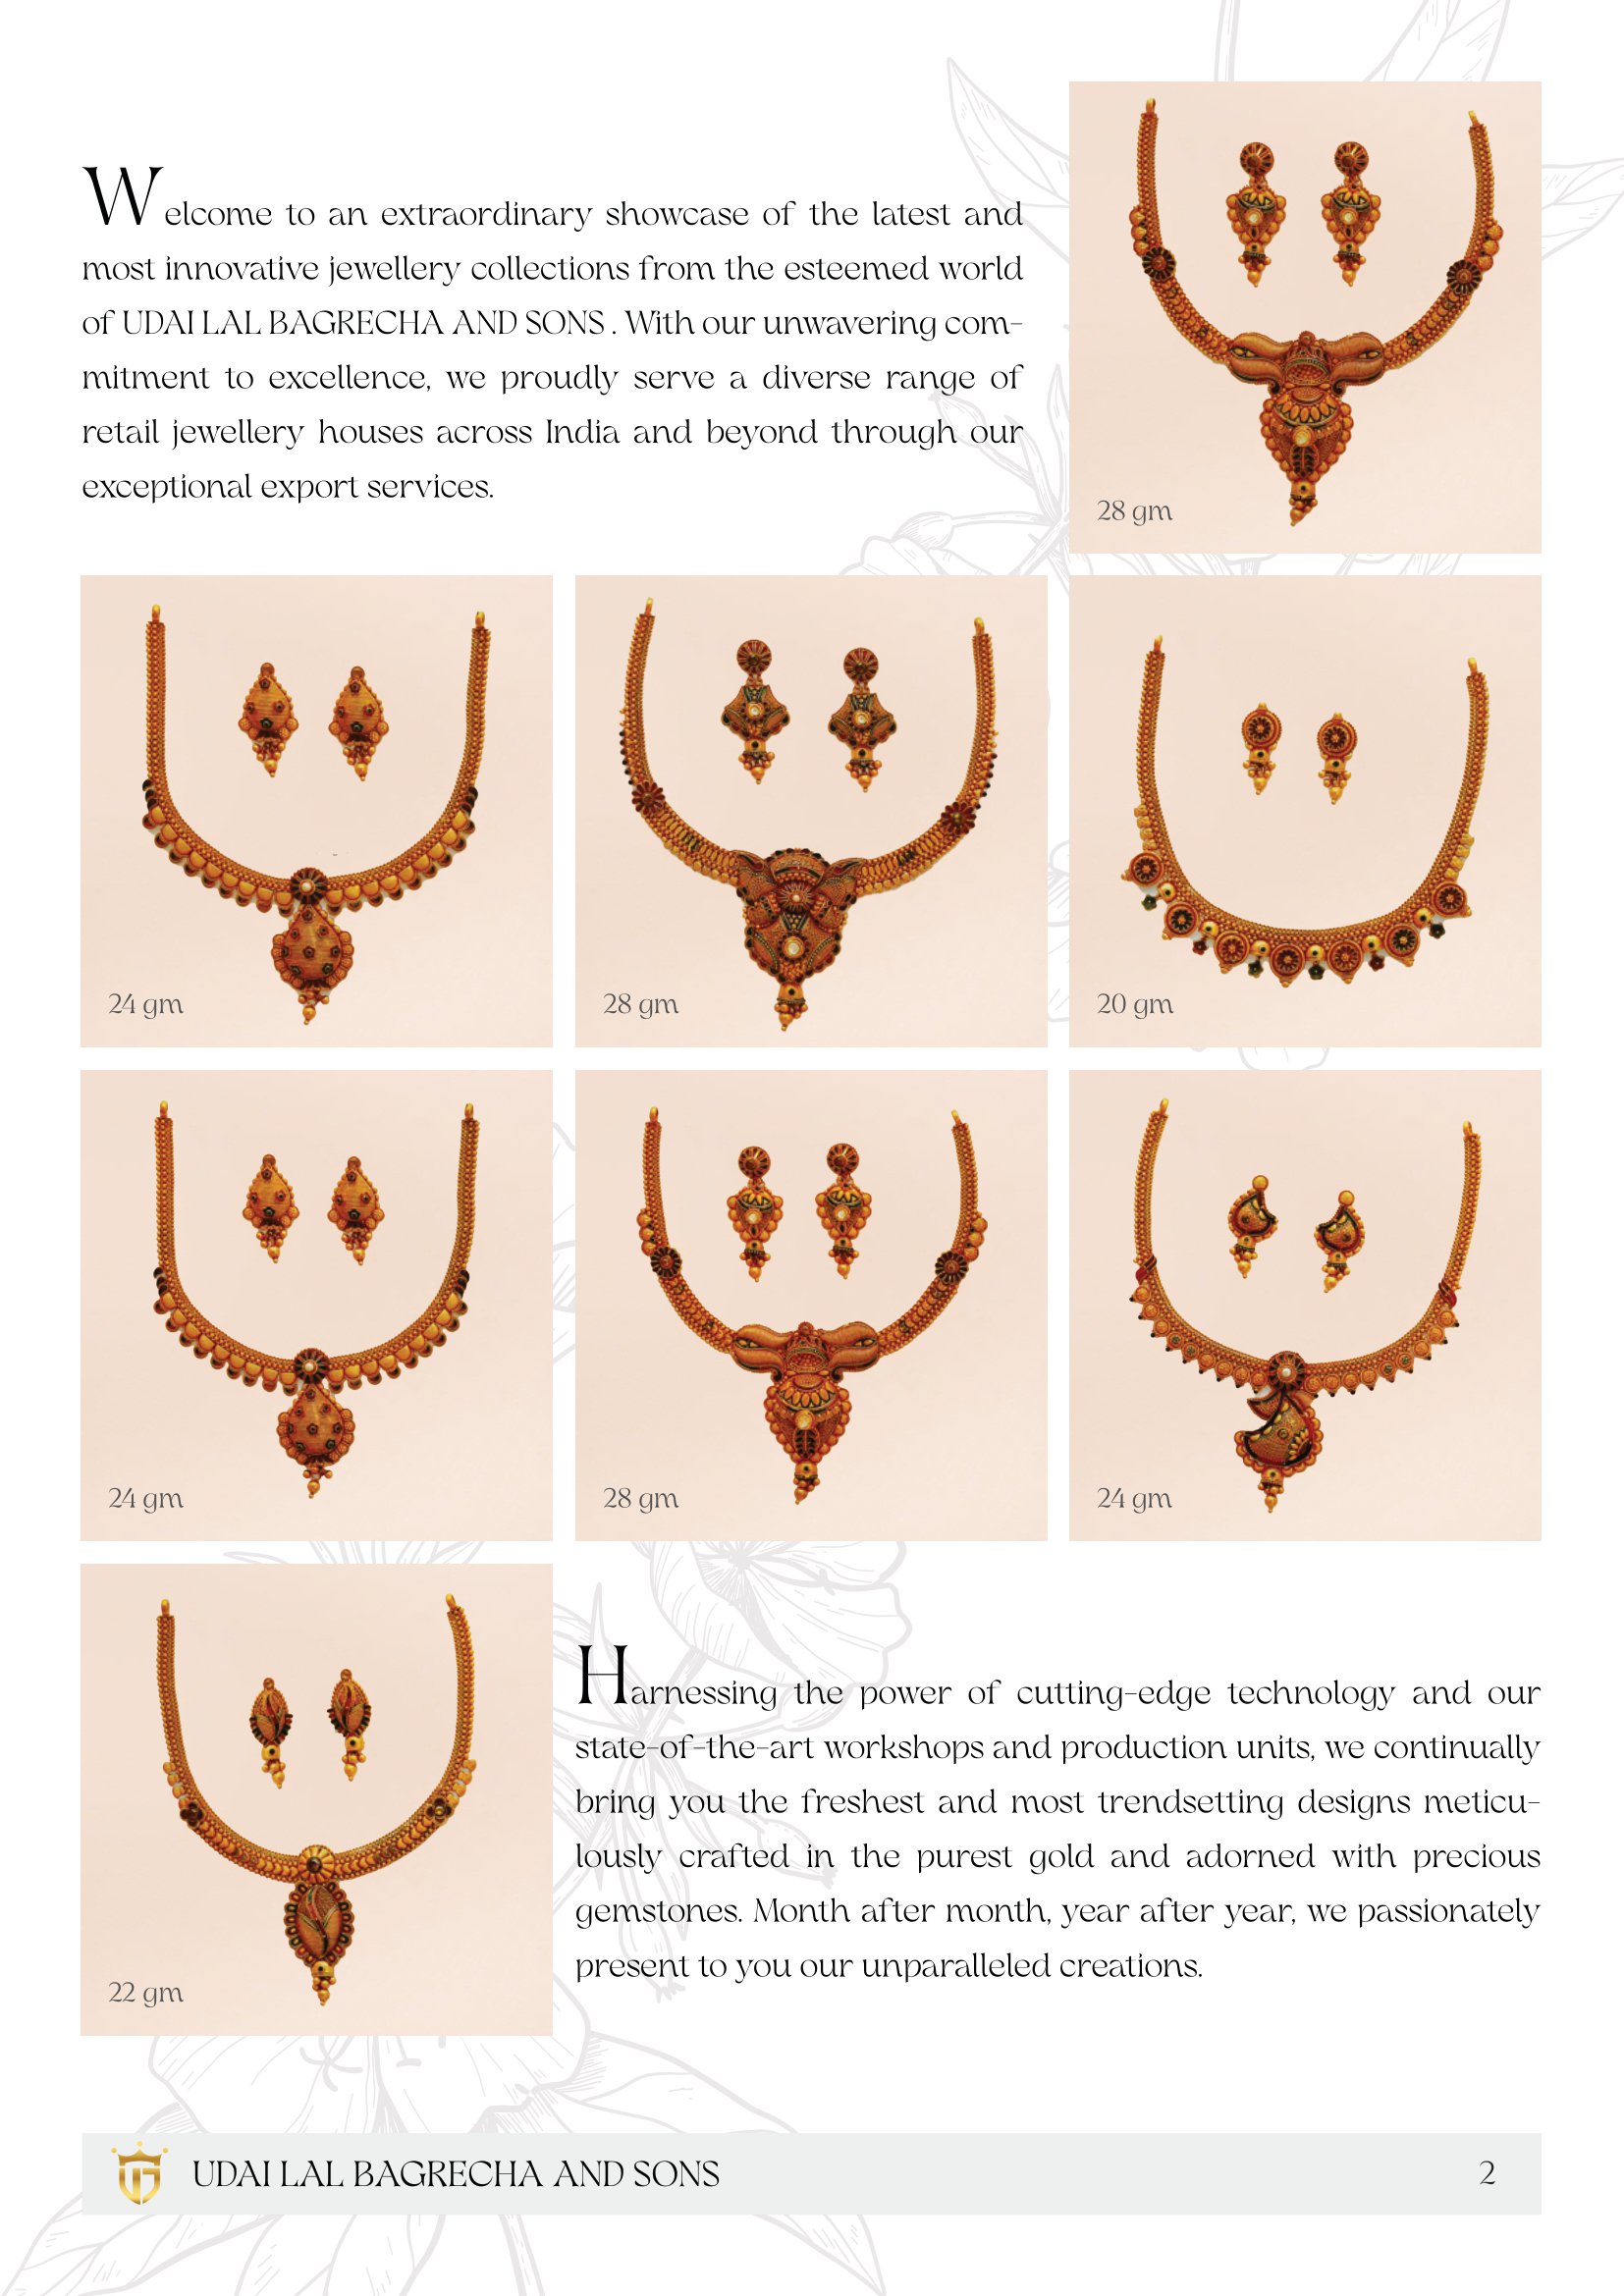 Welcome to an extraordinary showcase of the latest and
most innovative jewellery collections from the esteemed world
of UDAI LAL BAGRECHA AND SONS . With our unwavering com-
mitment to excellence, we proudly serve a diverse range of
retail jewellery houses across India and beyond through our
exceptional export services.
28 gm
24 gm
28 gm
20 gm
24 gm
28 gm
24 gm
22 gm
Harnessing the power of cutting-edge technology and our
state-of-the-art workshops and production units, we continually
bring you the freshest and most trendsetting designs meticu-
lously crafted in the purest gold and adorned with precious
gemstones. Month after month, year after year, we passionately
present to you our unparalleled creations.
UDAI LAL BAGRECHA AND SONS
2